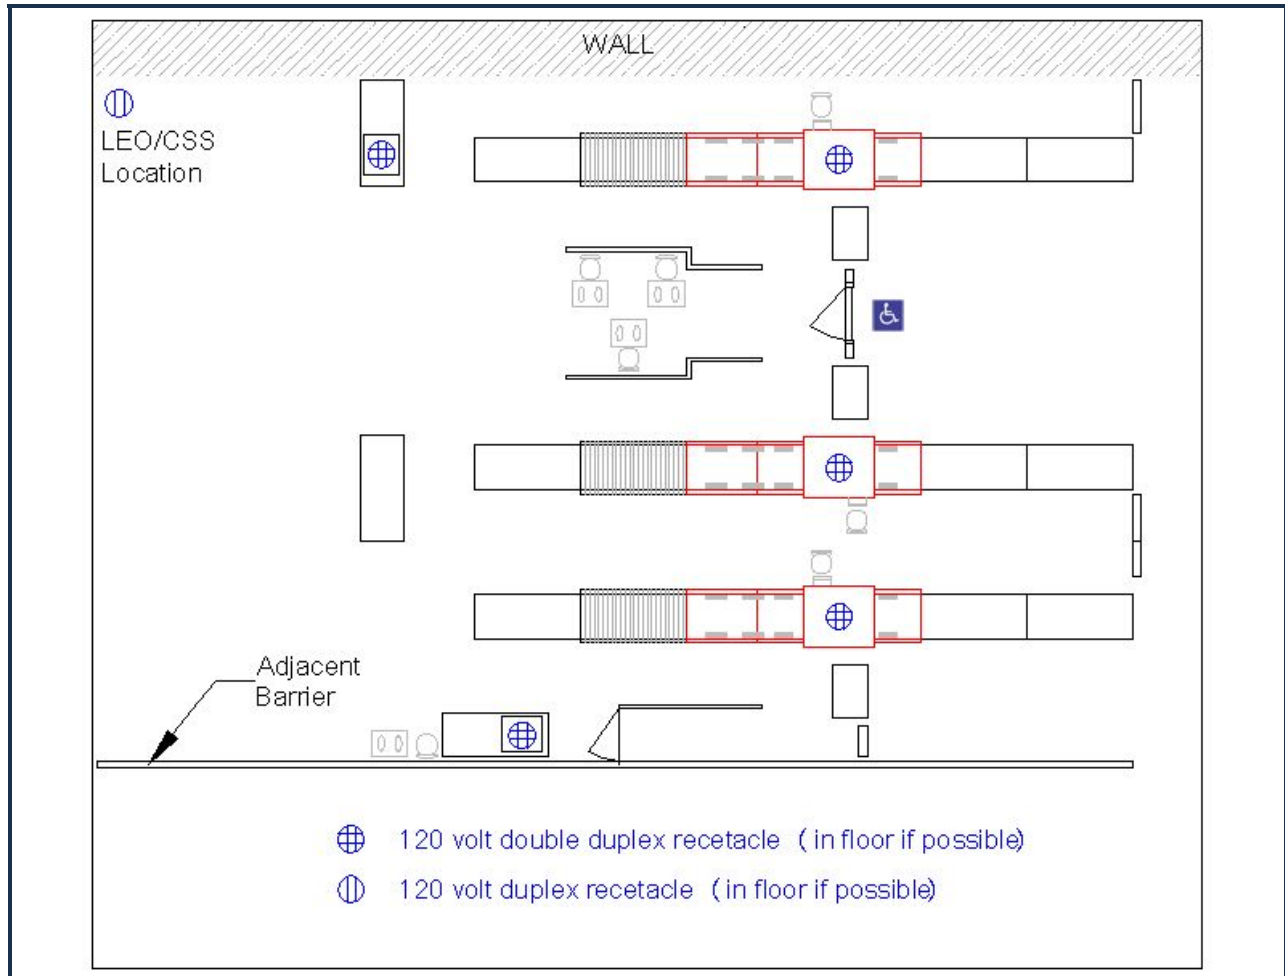 WALL
LEO/CSS
Location
Adjacent
Barrier
120 volt double duplex recetacle (in floor if possible)
120 volt duplex recetacle (in floor if possible)